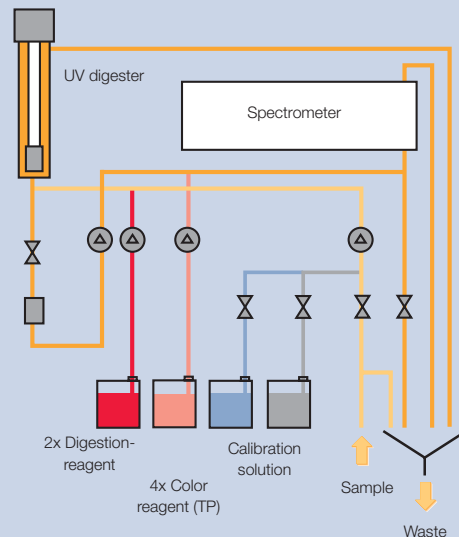 UV digester
Spectrometer
2x Digestion-
reagent
4x Color
reagent (TP)
Calibration
solution
Sample
Waste